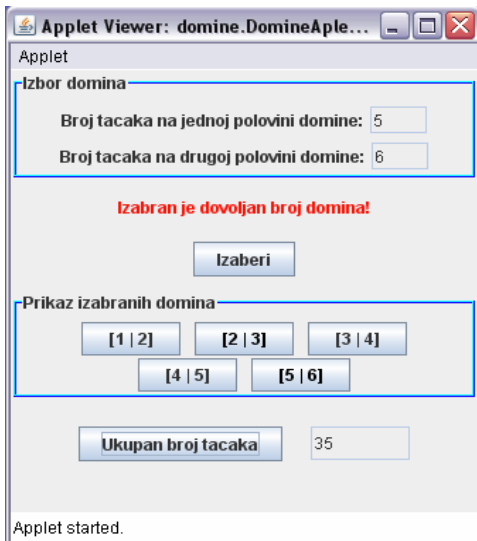 Applet Viewer: domine.DomineAple...
Applet
Izbor domina
Broj tacaka na jednoj polovini domine: 5
Broj tacaka na drugoj polovini domine: 6
Izabran je dovoljan broj domina!
Izaberi
Prikaz izabranih domina
[1 | 2] [2 | 3] [3 | 4]
[4 | 5] [5 | 6]
Ukupan broj tacaka 35
Applet started.